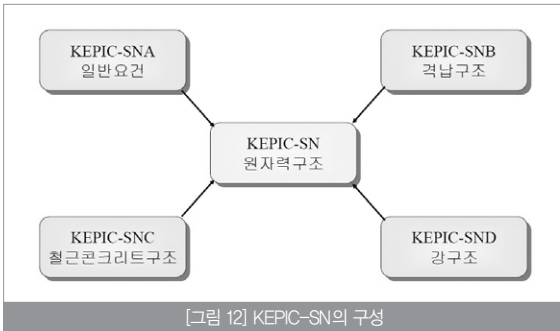 KEPIC-SNA
일반요건
KEPIC-SNB
격납구조
KEPIC-SN
원자력구조
KEPIC-SNC
철근콘크리트구조
KEPIC-SND
강구조
[그림 12] KEPIC-SN의 구성